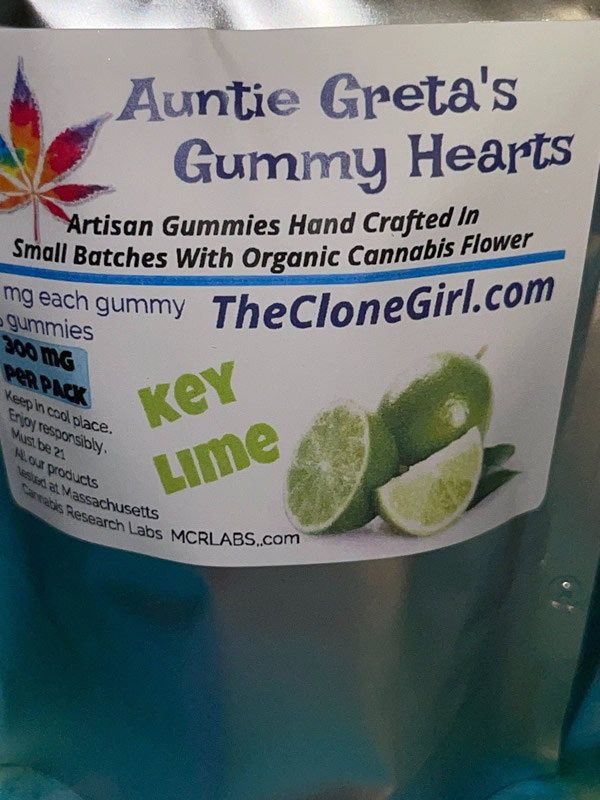 Auntie Greta's
Gummy Hearts
Artisan Gummies Hand Crafted In
Small Batches With Organic Cannabis Flower
mg each gummy
gummies
TheCloneGirl.com
300 MG
PER PACK
Key
Lime
Keep in cool place.
Enjoy responsibly,
Must be 21
All our products
tested at Massachusetts
Cannabis Research Labs MCRLABS,.com